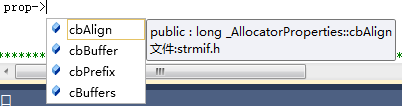 prop->
cbAlign
cbBuffer
cbPrefix
cBuffers
public : long _AllocatorProperties::cbAlign
文件:strmif.h